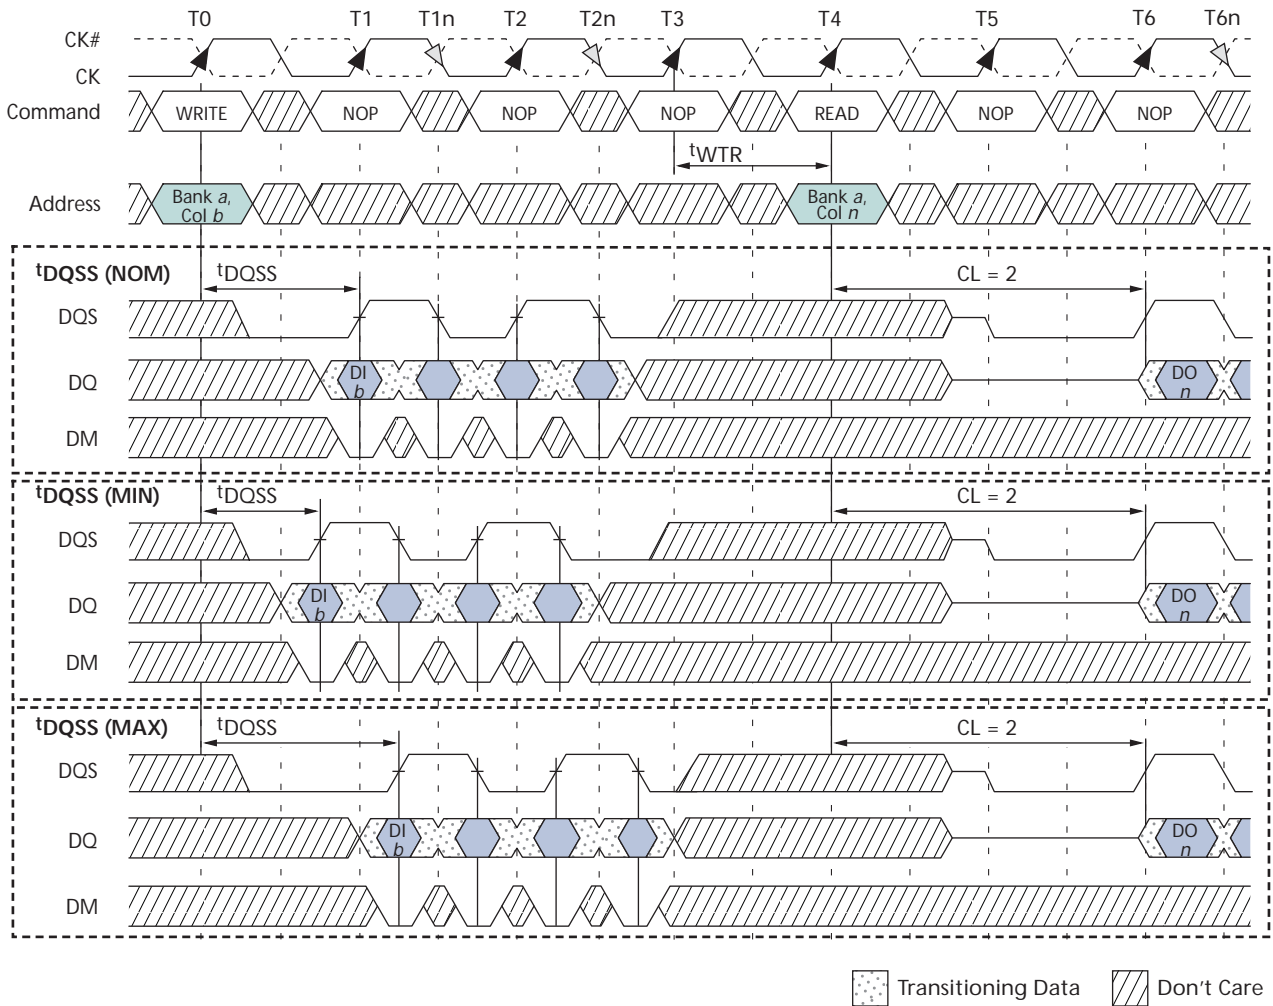 T0 T1 T1n T2 T2n T3 T4 T5 T6 T6n
CK#
CK
Command WRITE NOP NOP NOP READ NOP NOP
tWTR
Address Bank a, Col b Bank a, Col n
tDQSS (NOM) tDQSS CL = 2
DQS
DQ DI b DO n
DM
tDQSS (MIN) tDQSS CL = 2
DQS
DQ DI b DO n
DM
tDQSS (MAX) tDQSS CL = 2
DQS
DQ DI b DO n
DM
Transitioning Data Don't Care